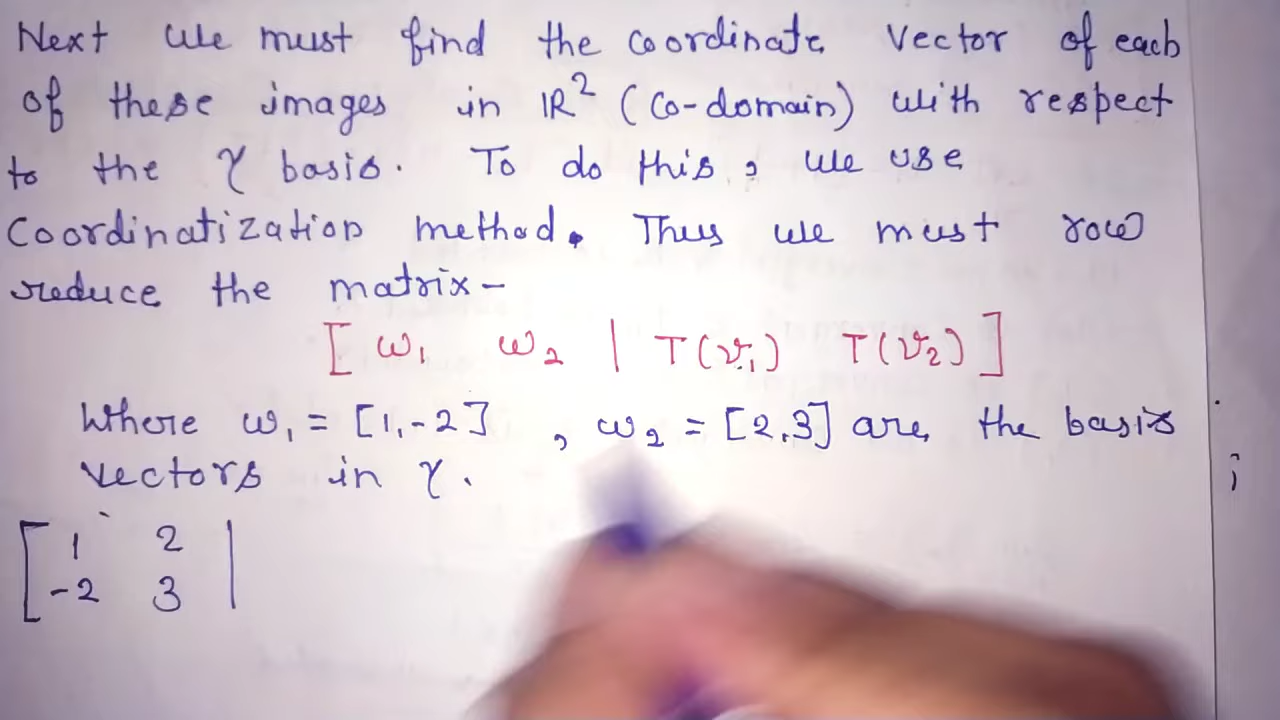 Next we must find the coordinate vector of each
of these images in ℝ² (Co-domain) with respect
to the γ basis. To do this, we use
Coordinatization method. Thus we must row
reduce the matrix-
[ w₁ w₂ | T(v₁) T(v₂) ]
Where w₁ = [1,-2] , w₂ = [2,3] are the basis
vectors in γ.
[ 1 2 |
-2 3 |